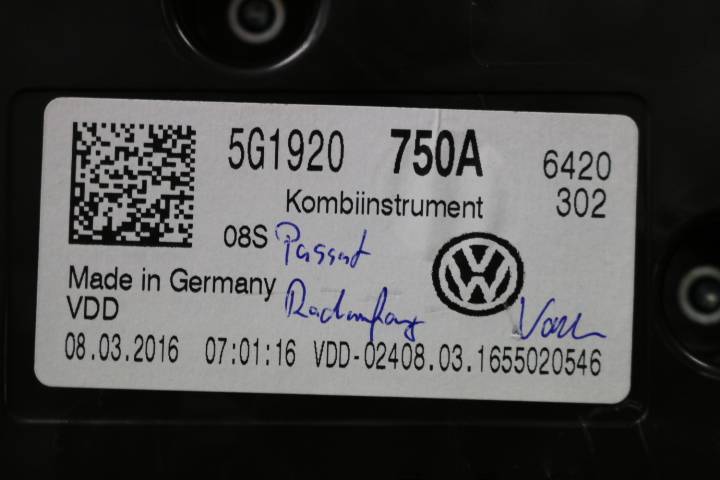 5G1920 750A 6420
302
Kombiinstrument
08S Passat
Made in Germany
Radumfang
VDD
08.03.2016 07:01:16 VDD-02408.03.1655020546